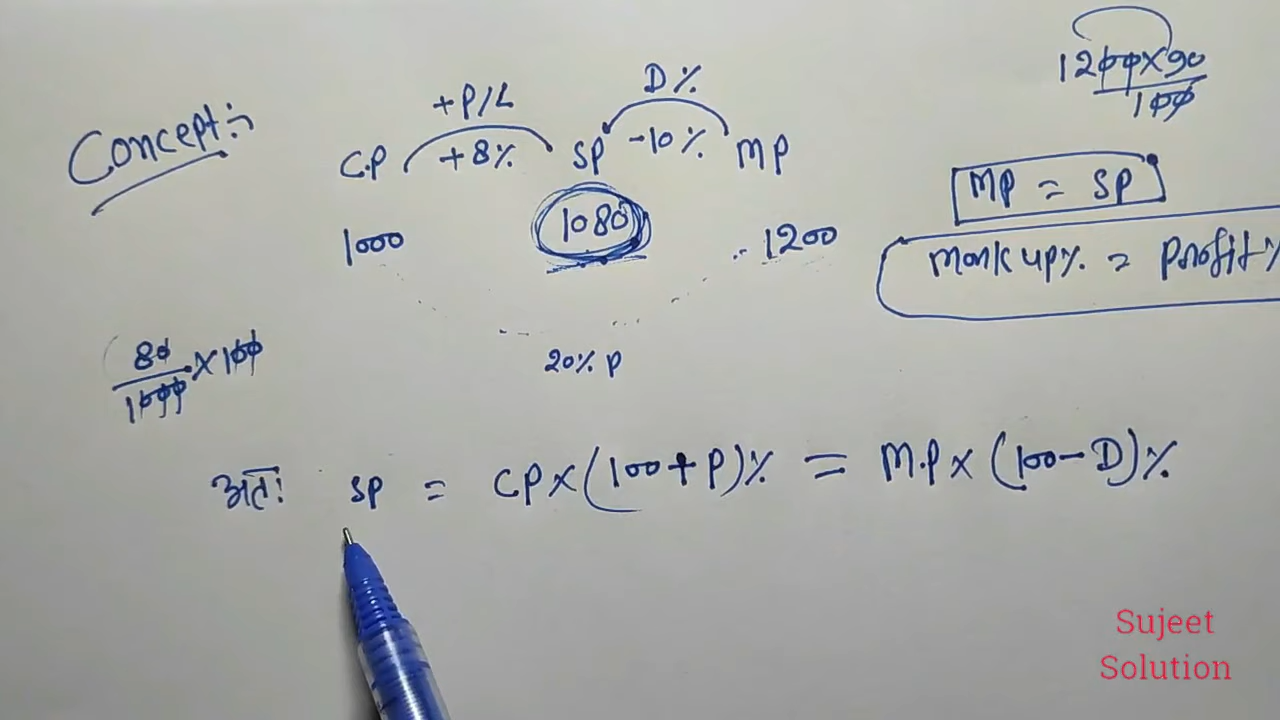 Concept:-
+P/L
D%
C.P +8% SP -10% MP
1000 1080 1200
20% P
1200×90
100
MP = SP
Markup% = Profit%
80
1000 × 100
अतः SP = CP×(100+P)% = M.P×(100-D)%
Sujeet
Solution